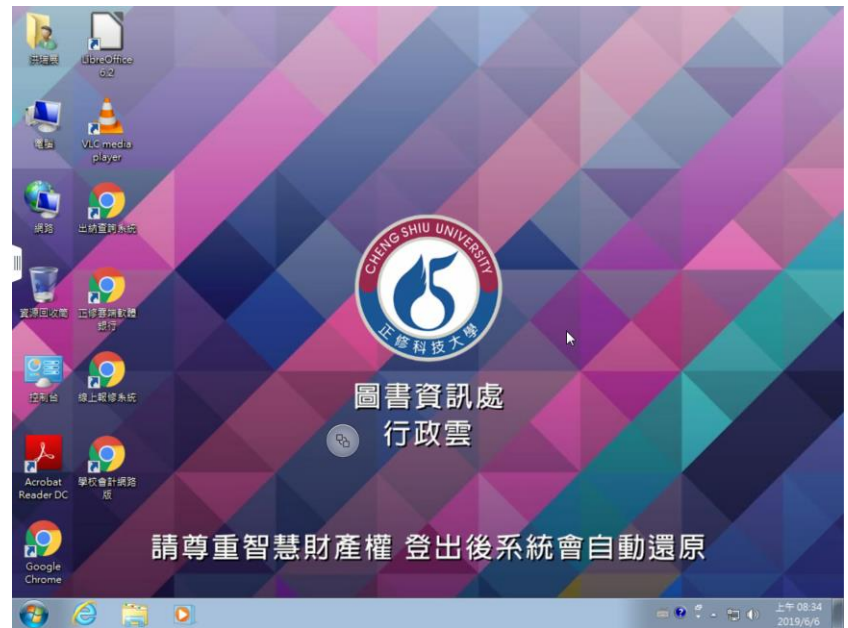 洪瑞展
LibreOffice
6.2
電腦
VLC media
player
網路
出納查詢系統
資源回收筒
正修雲端軟體
銀行
控制台
線上報修系統
Acrobat
Reader DC
學校會計網路
版
Google
Chrome
CHENG SHIU UNIVERSITY
正修科技大學
圖書資訊處
行政雲
請尊重智慧財產權 登出後系統會自動還原
上午 08:34
2019/6/6